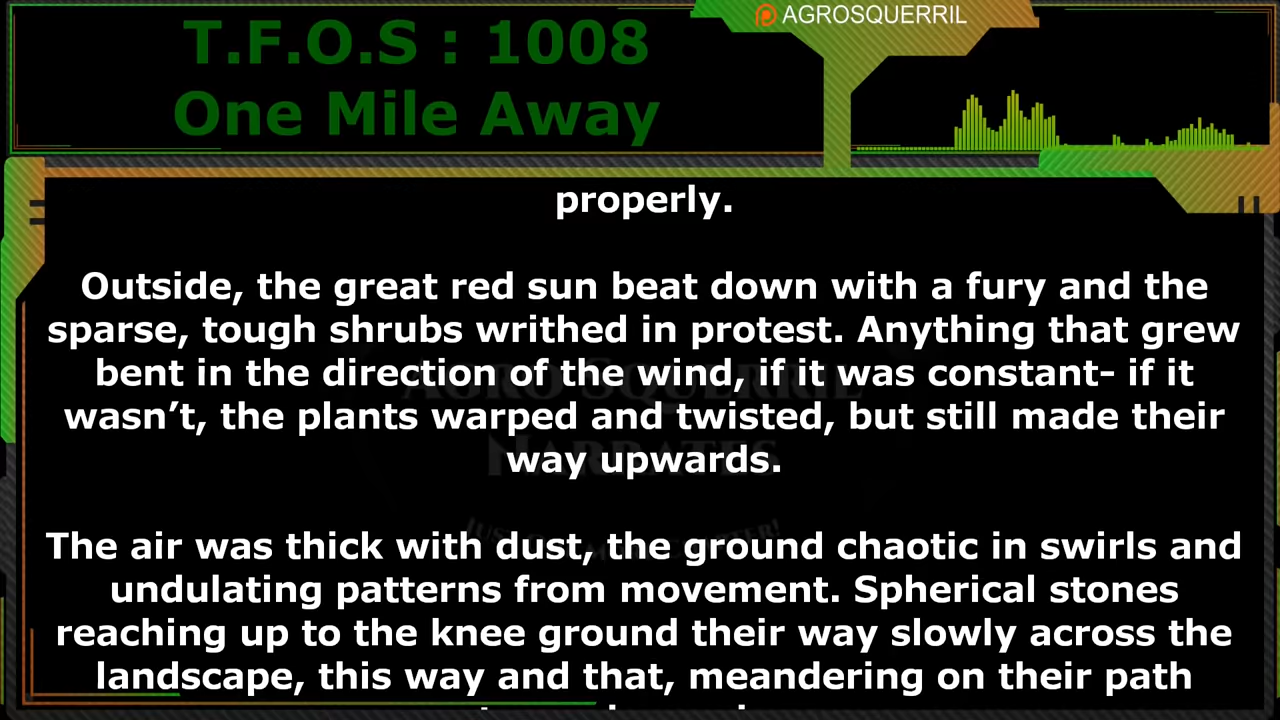 AGROSQUERRIL
T.F.O.S : 1008
One Mile Away
properly.
Outside, the great red sun beat down with a fury and the
sparse, tough shrubs writhed in protest. Anything that grew
bent in the direction of the wind, if it was constant- if it
wasn’t, the plants warped and twisted, but still made their
way upwards.
The air was thick with dust, the ground chaotic in swirls and
undulating patterns from movement. Spherical stones
reaching up to the knee ground their way slowly across the
landscape, this way and that, meandering on their path
Agro Squerril
Narrates